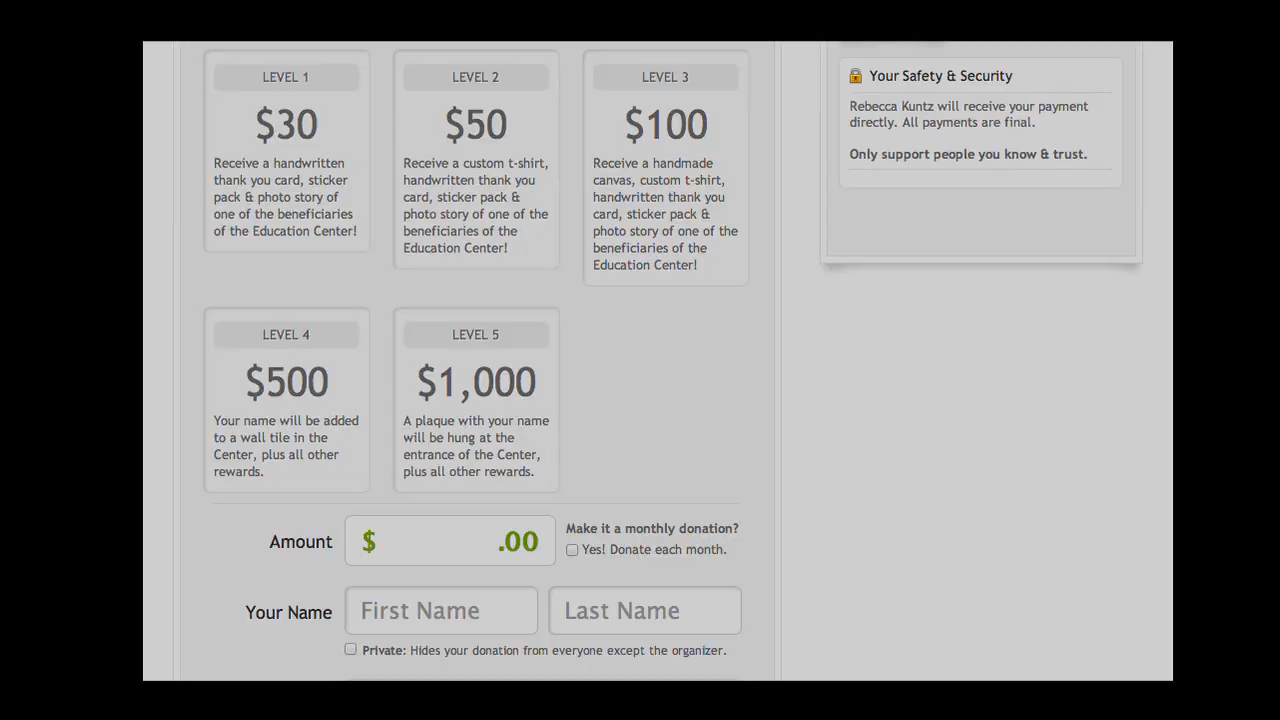 LEVEL 1
$30
Receive a handwritten
thank you card, sticker
pack & photo story of
one of the beneficiaries
of the Education Center!
LEVEL 2
$50
Receive a custom t-shirt,
handwritten thank you
card, sticker pack &
photo story of one of the
beneficiaries of the
Education Center!
LEVEL 3
$100
Receive a handmade
canvas, custom t-shirt,
handwritten thank you
card, sticker pack &
photo story of one of the
beneficiaries of the
Education Center!
LEVEL 4
$500
Your name will be added
to a wall tile in the
Center, plus all other
rewards.
LEVEL 5
$1,000
A plaque with your name
will be hung at the
entrance of the Center,
plus all other rewards.
Amount
$ .00
Make it a monthly donation?
Yes! Donate each month.
Your Name
First Name
Last Name
Private: Hides your donation from everyone except the organizer.
Your Safety & Security
Rebecca Kuntz will receive your payment
directly. All payments are final.
Only support people you know & trust.